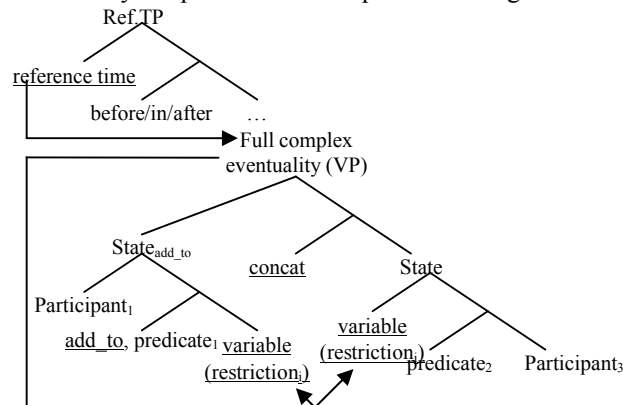 Ref.TP
reference time
before/in/after
…
Full complex
eventuality (VP)
State_add_to
concat
State
Participant₁
add_to, predicate₁
variable
(restrictionᵢ)
variable
(restrictionᵢ)
predicate₂
Participant₃